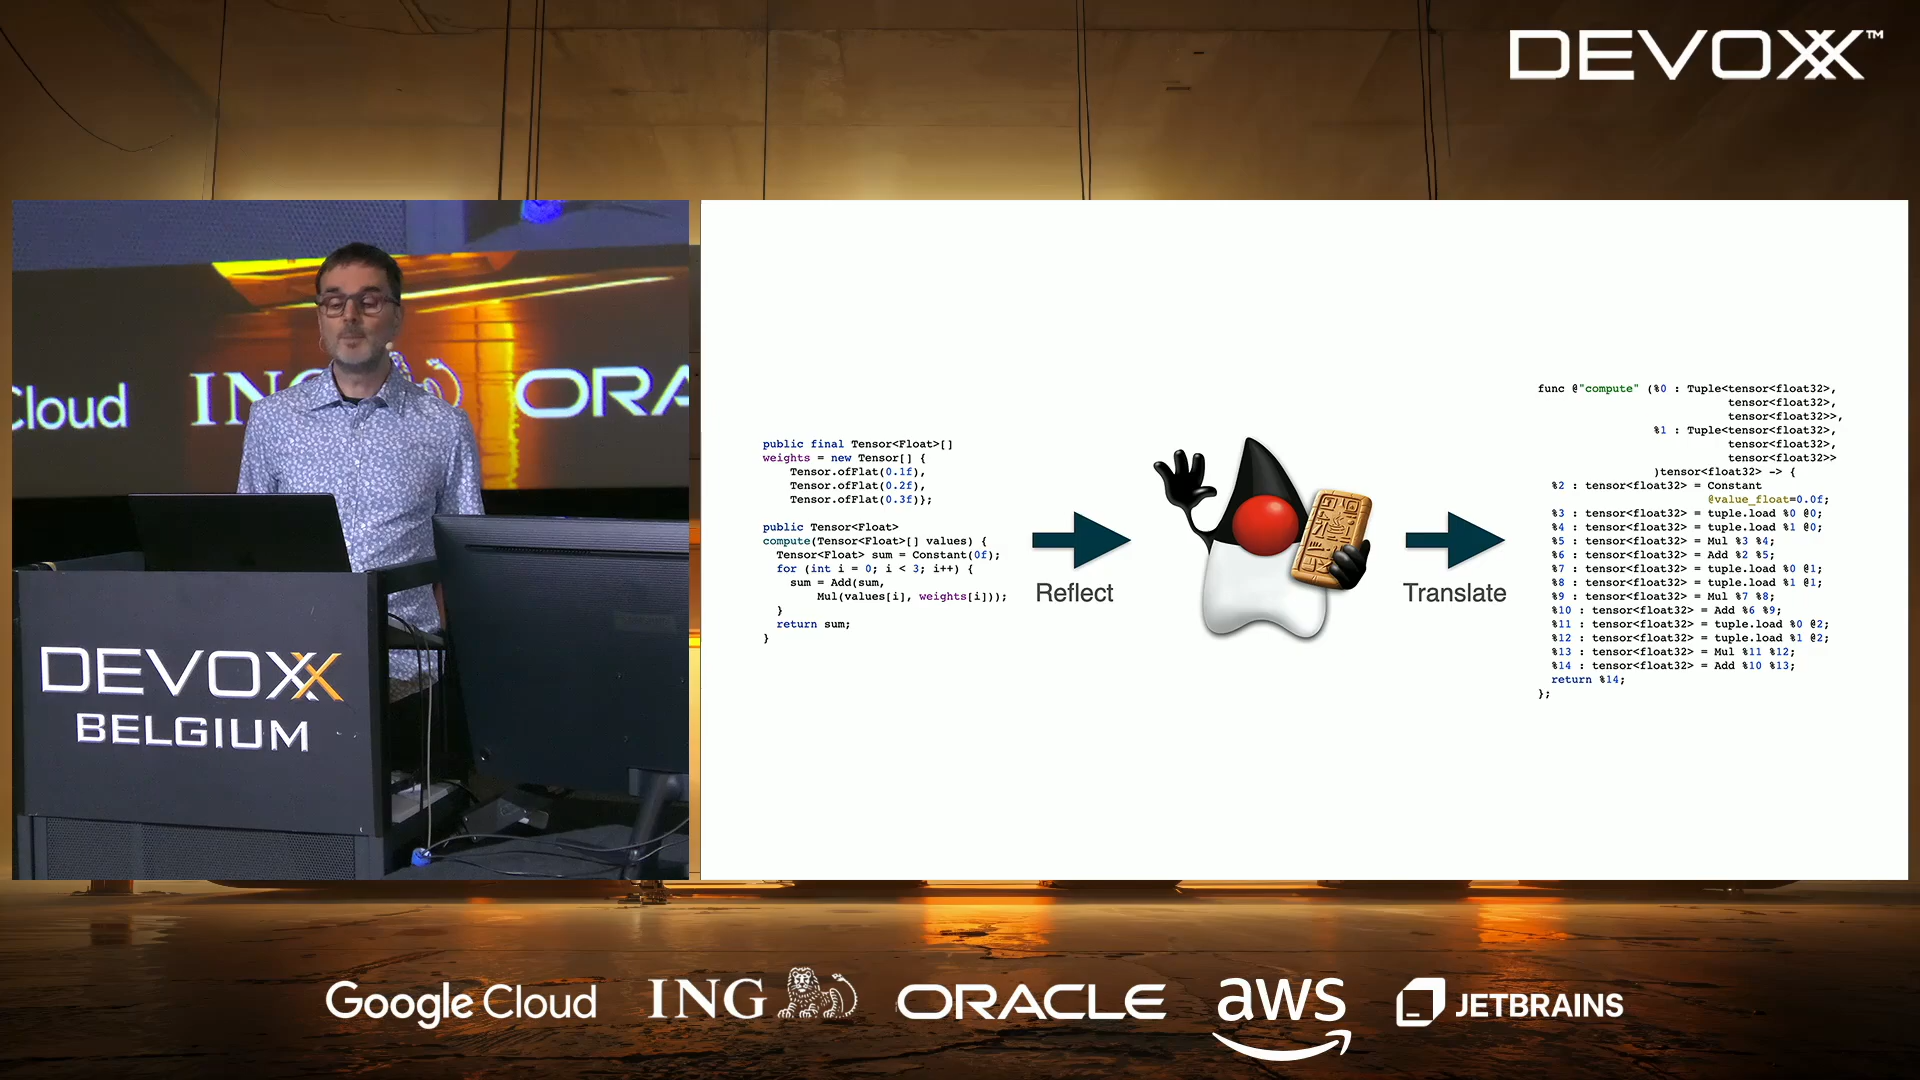 DEVOXX™
Cloud
ING
ORA
DEVOXX
BELGIUM
public final Tensor<Float>[]
weights = new Tensor[] {
    Tensor.ofFlat(0.1f),
    Tensor.ofFlat(0.2f),
    Tensor.ofFlat(0.3f)};
public Tensor<Float>
compute(Tensor<Float>[] values) {
  Tensor<Float> sum = Constant(0f);
  for (int i = 0; i < 3; i++) {
    sum = Add(sum,
        Mul(values[i], weights[i]));
  }
  return sum;
}
Reflect
Translate
func @"compute" (%0 : Tuple<tensor<float32>,
tensor<float32>,
tensor<float32>>,
%1 : Tuple<tensor<float32>,
tensor<float32>,
tensor<float32>>
)tensor<float32> -> {
  %2 : tensor<float32> = Constant
@value_float=0.0f;
  %3 : tensor<float32> = tuple.load %0 @0;
  %4 : tensor<float32> = tuple.load %1 @0;
  %5 : tensor<float32> = Mul %3 %4;
  %6 : tensor<float32> = Add %2 %5;
  %7 : tensor<float32> = tuple.load %0 @1;
  %8 : tensor<float32> = tuple.load %1 @1;
  %9 : tensor<float32> = Mul %7 %8;
  %10 : tensor<float32> = Add %6 %9;
  %11 : tensor<float32> = tuple.load %0 @2;
  %12 : tensor<float32> = tuple.load %1 @2;
  %13 : tensor<float32> = Mul %11 %12;
  %14 : tensor<float32> = Add %10 %13;
  return %14;
};
Google Cloud
ING
ORACLE
aws
JETBRAINS